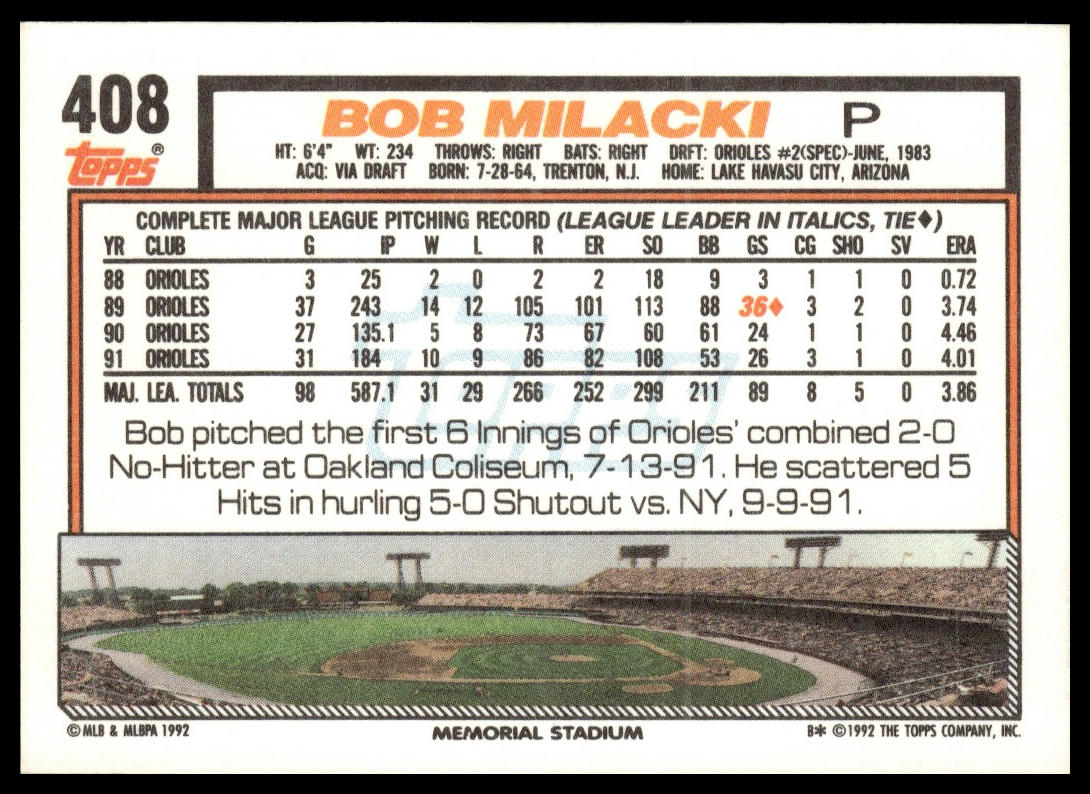 408
TOPPS®
BOB MILACKI P
HT: 6'4" WT: 234 THROWS: RIGHT BATS: RIGHT DRFT: ORIOLES #2(SPEC)-JUNE, 1983
ACQ: VIA DRAFT BORN: 7-28-64, TRENTON, N.J. HOME: LAKE HAVASU CITY, ARIZONA
COMPLETE MAJOR LEAGUE PITCHING RECORD (LEAGUE LEADER IN ITALICS, TIE♦)
YR CLUB G IP W L R ER SO BB GS CG SHO SV ERA
88 ORIOLES 3 25 2 0 2 2 18 9 3 1 1 0 0.72
89 ORIOLES 37 243 14 12 105 101 113 88 36♦ 3 2 0 3.74
90 ORIOLES 27 135.1 5 8 73 67 60 61 24 1 1 0 4.46
91 ORIOLES 31 184 10 9 86 82 108 53 26 3 1 0 4.01
MAJ. LEA. TOTALS 98 587.1 31 29 266 252 299 211 89 8 5 0 3.86
Bob pitched the first 6 Innings of Orioles' combined 2-0
No-Hitter at Oakland Coliseum, 7-13-91. He scattered 5
Hits in hurling 5-0 Shutout vs. NY, 9-9-91.
©MLB & MLBPA 1992
MEMORIAL STADIUM
B* ©1992 THE TOPPS COMPANY, INC.